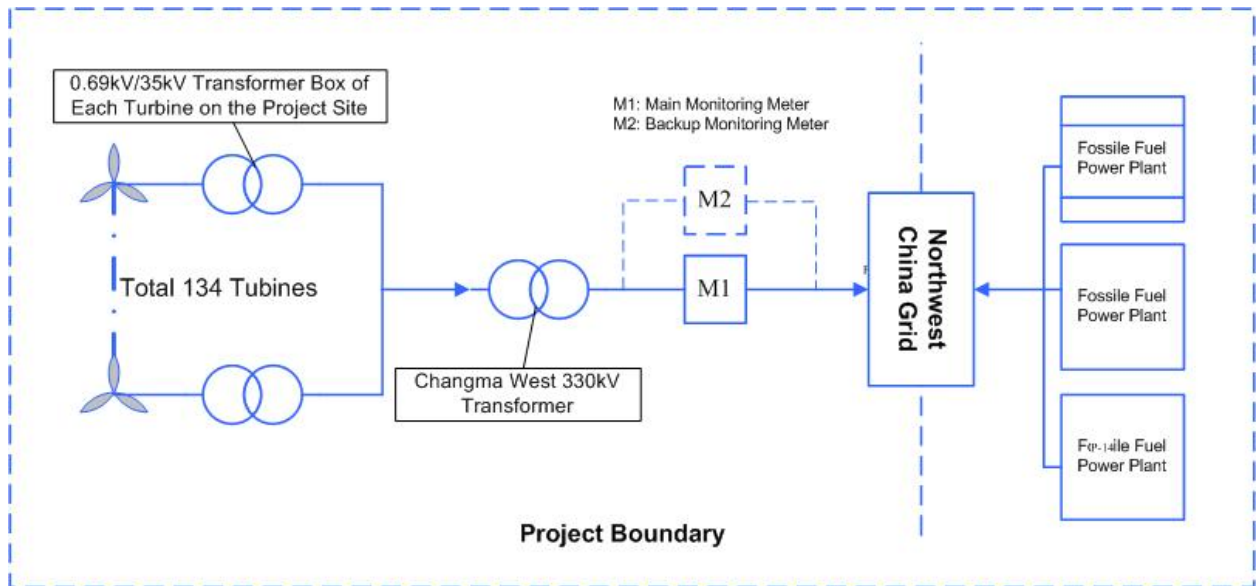 0.69kV/35kV Transformer Box of
Each Turbine on the Project Site
M1: Main Monitoring Meter
M2: Backup Monitoring Meter
Total 134 Tubines
M2
M1
Changma West 330kV
Transformer
Northwest
China Grid
Fossile Fuel
Power Plant
Fossile Fuel
Power Plant
F(P-14ile Fuel
Power Plant
Project Boundary